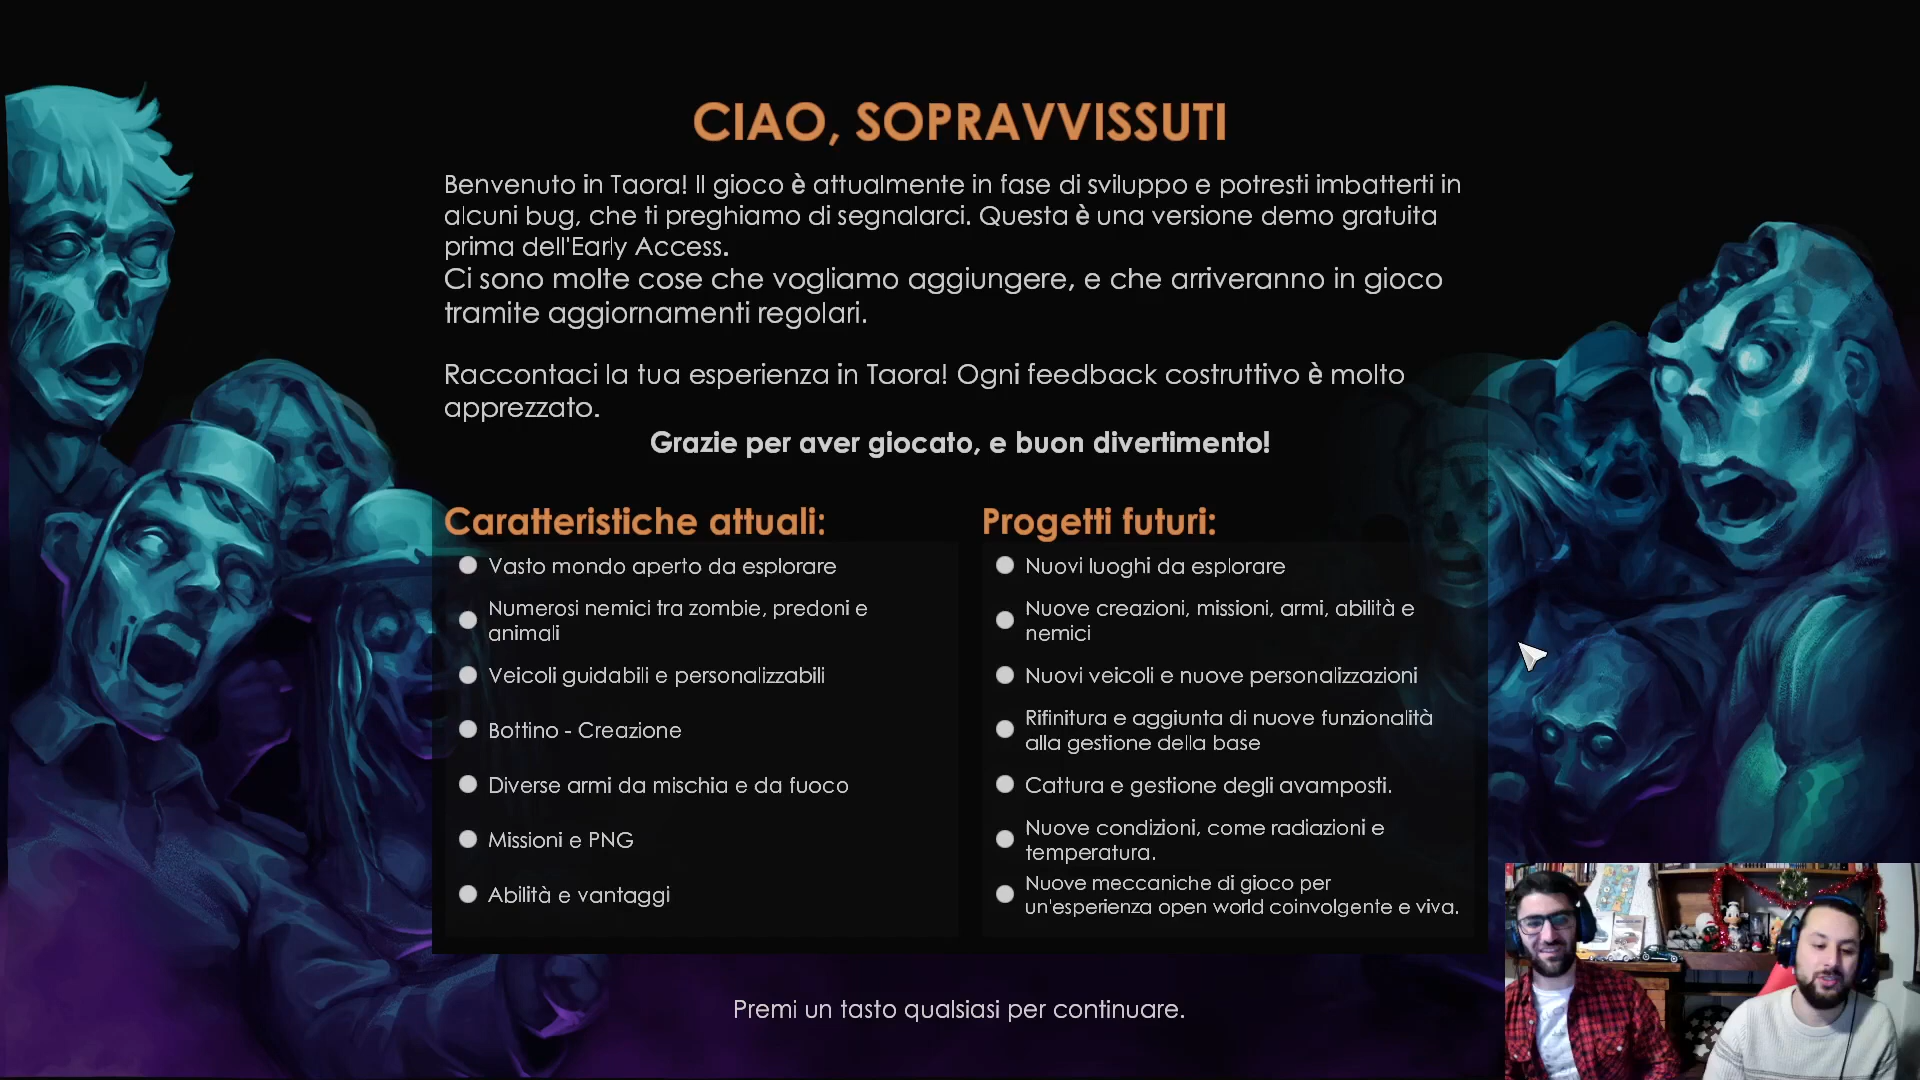 CIAO, SOPRAVVISSUTI
Benvenuto in Taora! Il gioco è attualmente in fase di sviluppo e potresti imbatterti in
alcuni bug, che ti preghiamo di segnalarci. Questa è una versione demo gratuita
prima dell'Early Access.
Ci sono molte cose che vogliamo aggiungere, e che arriveranno in gioco
tramite aggiornamenti regolari.
Raccontaci la tua esperienza in Taora! Ogni feedback costruttivo è molto
apprezzato.
Grazie per aver giocato, e buon divertimento!
Caratteristiche attuali:
Vasto mondo aperto da esplorare
Numerosi nemici tra zombie, predoni e
animali
Veicoli guidabili e personalizzabili
Bottino - Creazione
Diverse armi da mischia e da fuoco
Missioni e PNG
Abilità e vantaggi
Progetti futuri:
Nuovi luoghi da esplorare
Nuove creazioni, missioni, armi, abilità e
nemici
Nuovi veicoli e nuove personalizzazioni
Rifinitura e aggiunta di nuove funzionalità
alla gestione della base
Cattura e gestione degli avamposti.
Nuove condizioni, come radiazioni e
temperatura.
Nuove meccaniche di gioco per
un'esperienza open world coinvolgente e viva.
Premi un tasto qualsiasi per continuare.